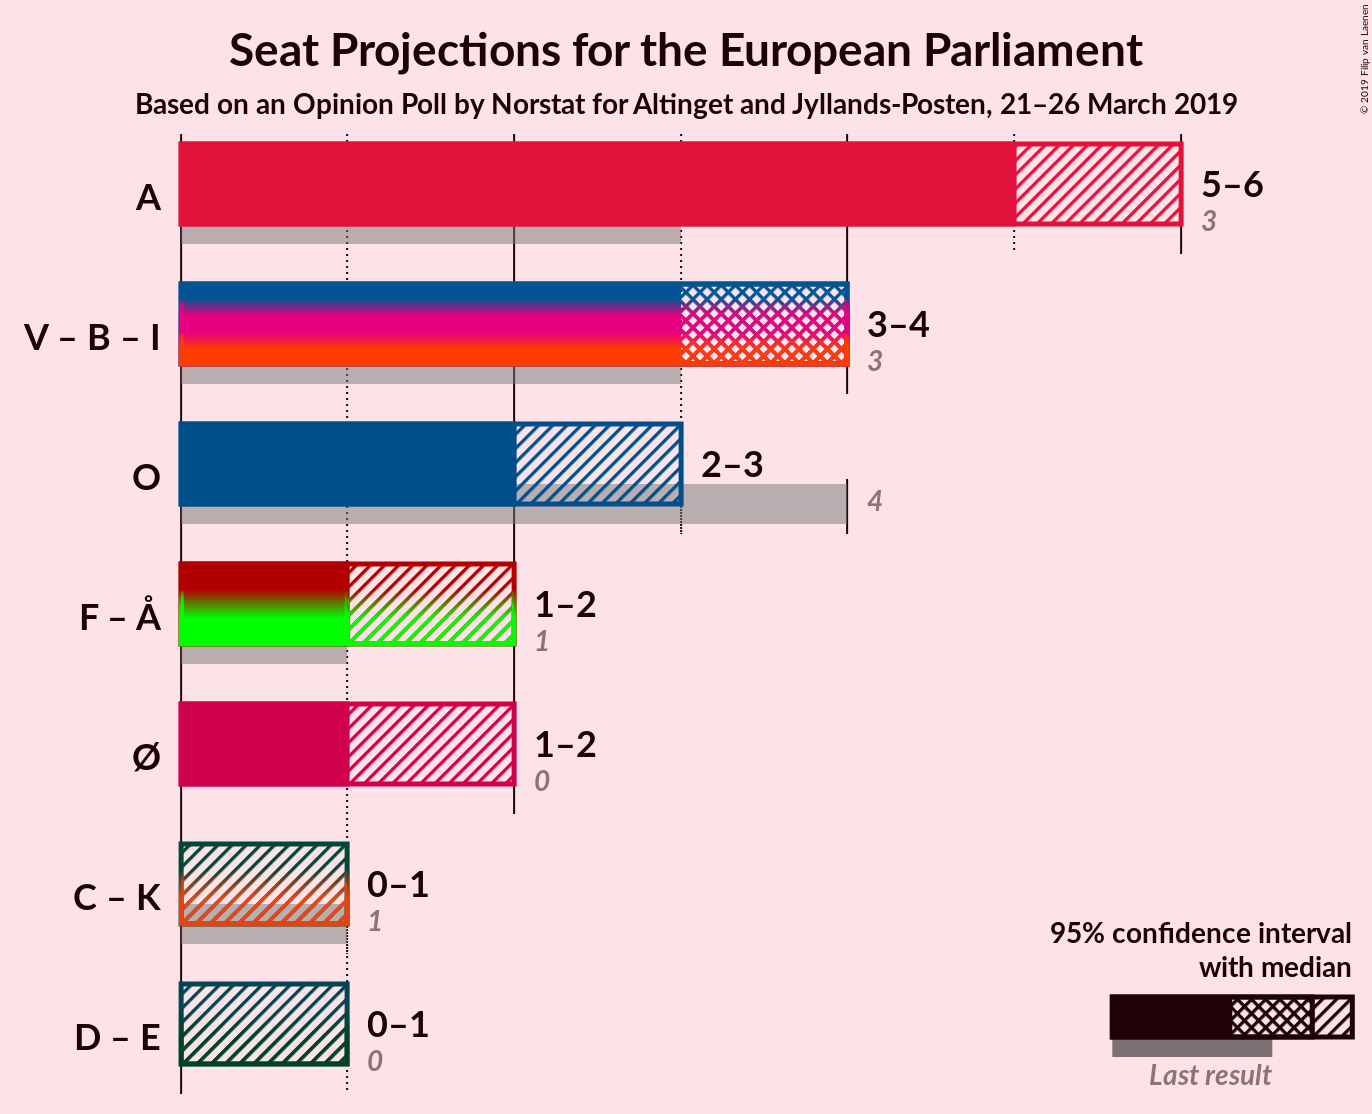 Seat Projections for the European Parliament
Based on an Opinion Poll by Norstat for Altinget and Jyllands-Posten, 21–26 March 2019
© 2019 Filip van Laenen
A
5–6
3
V – B – I
3–4
3
O
2–3
4
F – Å
1–2
1
Ø
1–2
0
C – K
0–1
1
D – E
0–1
0
95% confidence interval
with median
Last result